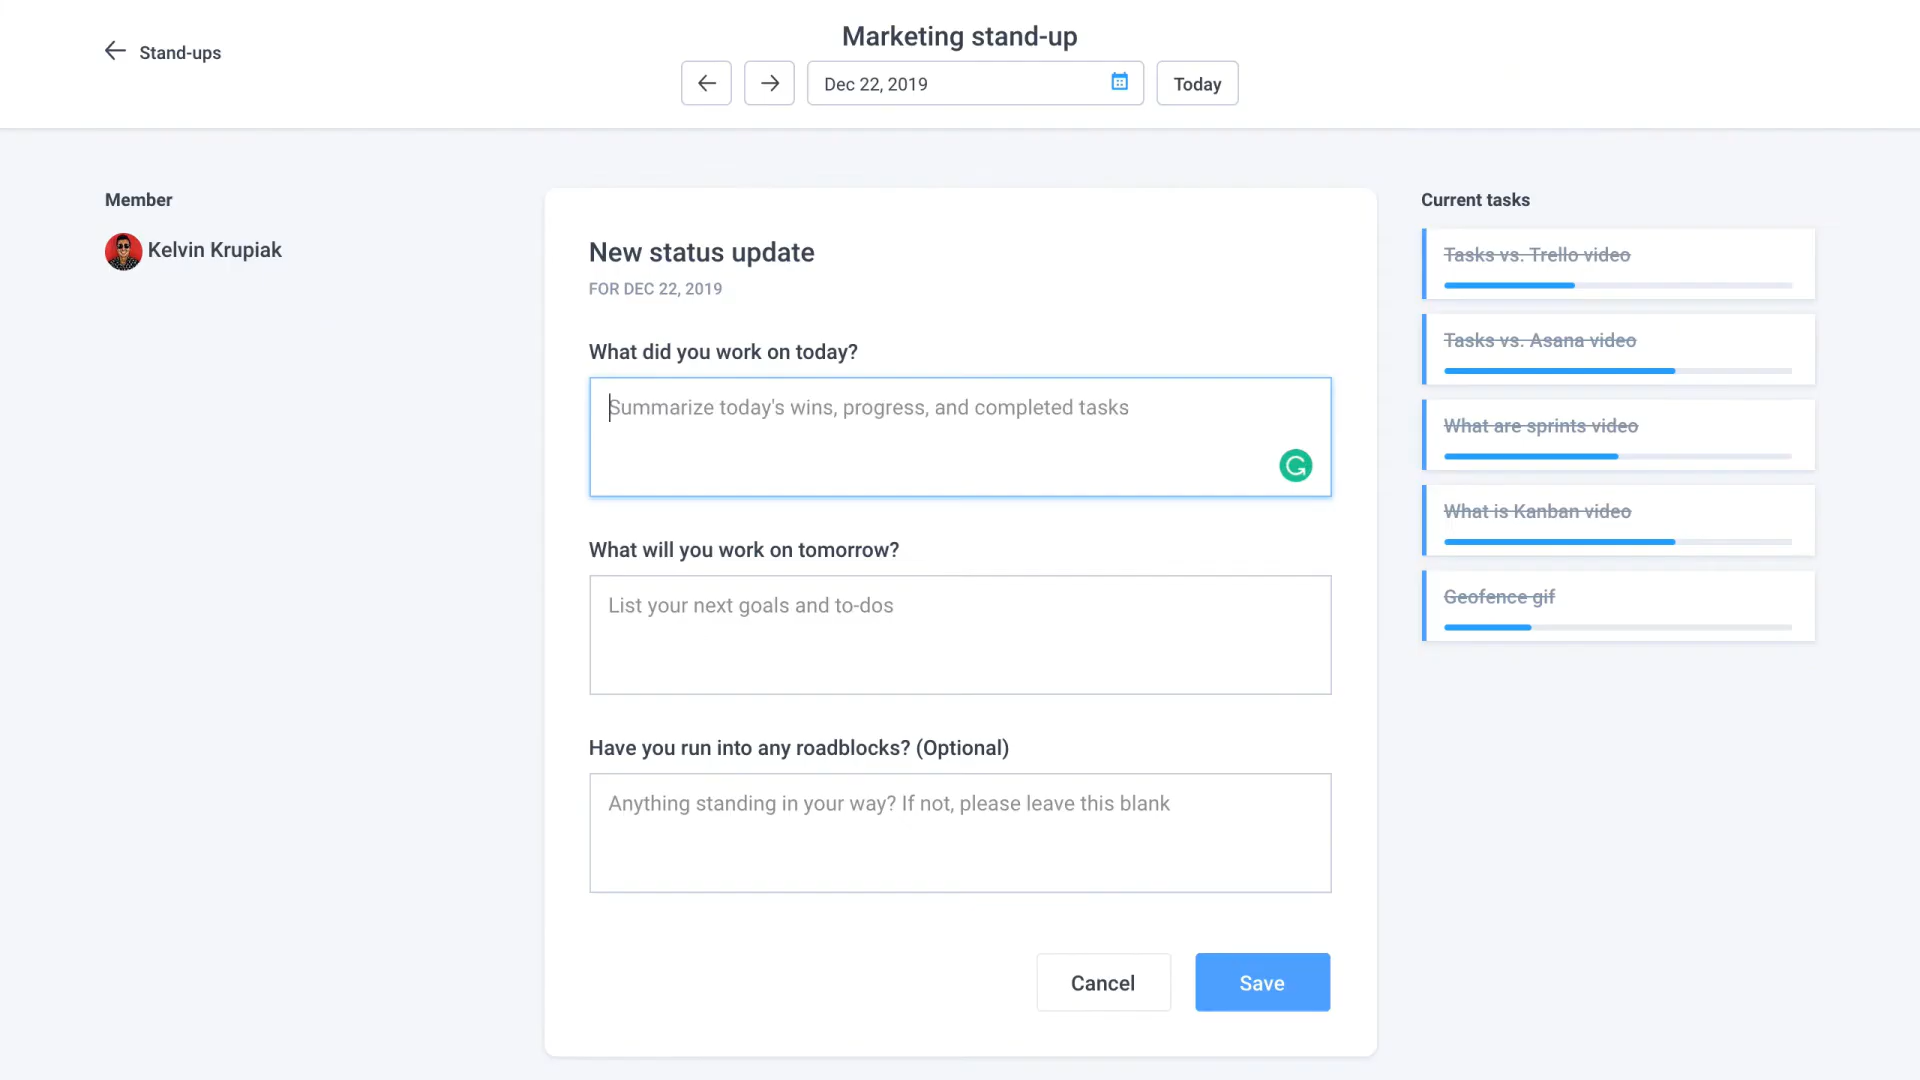 Stand-ups
Marketing stand-up
Dec 22, 2019
Today
Member
Kelvin Krupiak
New status update
FOR DEC 22, 2019
What did you work on today?
Summarize today's wins, progress, and completed tasks
What will you work on tomorrow?
List your next goals and to-dos
Have you run into any roadblocks? (Optional)
Anything standing in your way? If not, please leave this blank
Cancel
Save
Current tasks
Tasks vs. Trello video
Tasks vs. Asana video
What are sprints video
What is Kanban video
Geofence gif